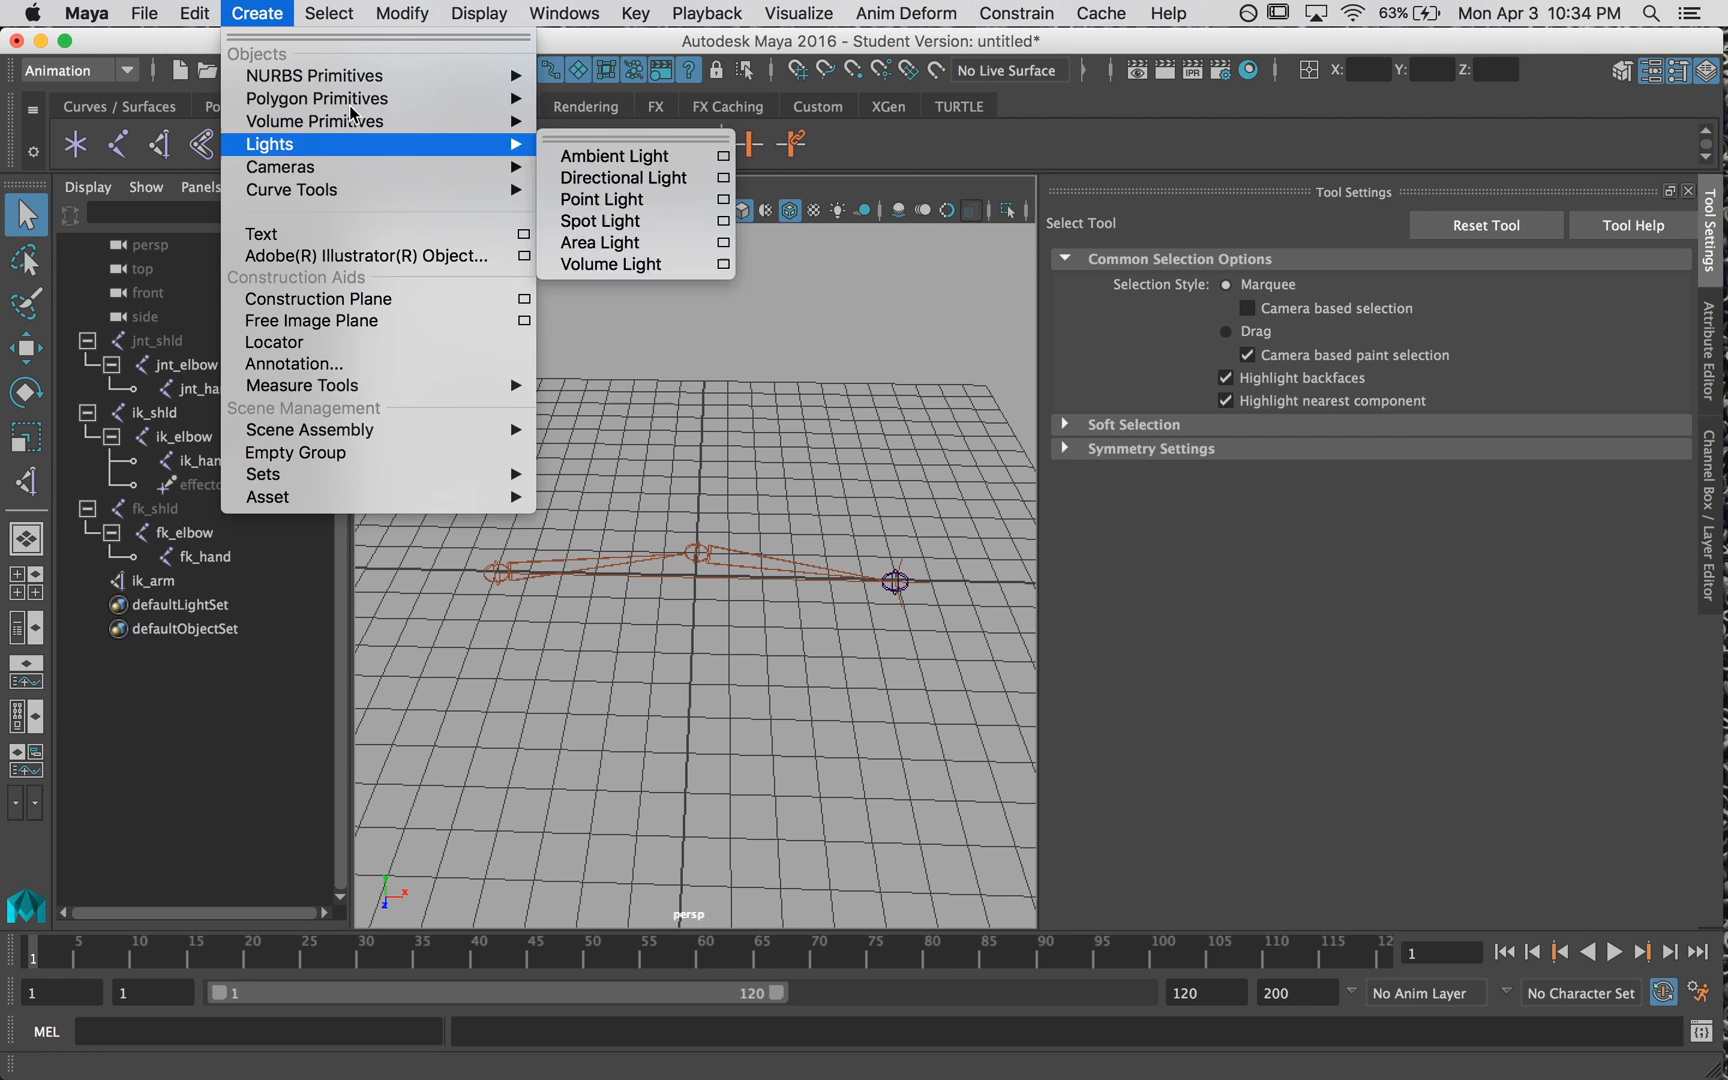 Maya File Edit Create Select Modify Display Windows Key Playback Visualize Anim Deform Constrain Cache Help 63% Mon Apr 3 10:34 PM
Autodesk Maya 2016 - Student Version: untitled*
Animation No Live Surface IPR X: Y: Z:
Curves / Surfaces Po Rendering FX FX Caching Custom XGen TURTLE
Objects
NURBS Primitives
Polygon Primitives
Volume Primitives
Lights
Cameras
Curve Tools
Text
Adobe(R) Illustrator(R) Object...
Construction Aids
Construction Plane
Free Image Plane
Locator
Annotation...
Measure Tools
Scene Management
Scene Assembly
Empty Group
Sets
Asset
Ambient Light
Directional Light
Point Light
Spot Light
Area Light
Volume Light
Display Show Panels
persp
top
front
side
jnt_shld
jnt_elbow
jnt_ha
ik_shld
ik_elbow
ik_han
effecto
fk_shld
fk_elbow
fk_hand
ik_arm
defaultLightSet
defaultObjectSet
y
x
z
persp
Tool Settings
Select Tool Reset Tool Tool Help
Common Selection Options
Selection Style: Marquee
Camera based selection
Drag
Camera based paint selection
Highlight backfaces
Highlight nearest component
Soft Selection
Symmetry Settings
Tool Settings
Attribute Editor
Channel Box / Layer Editor
1 5 10 15 20 25 30 35 40 45 50 55 60 65 70 75 80 85 90 95 100 105 110 115 12 1
1 1 1 120 120 200 No Anim Layer No Character Set
MEL